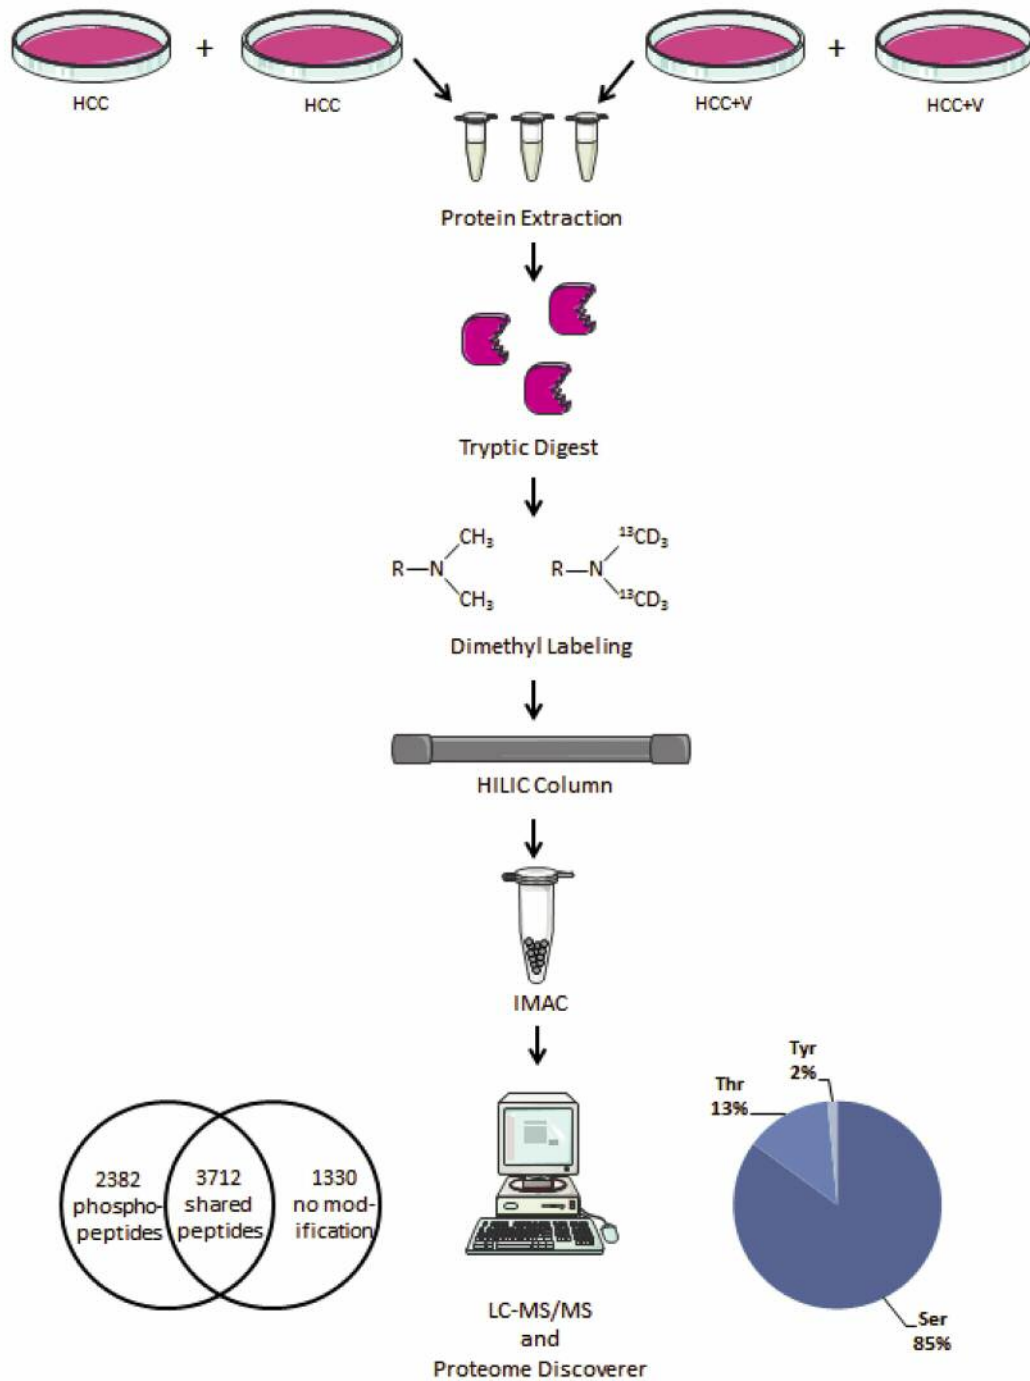 +
+
HCC
HCC
HCC+V
HCC+V
Protein Extraction
Tryptic Digest
CH₃
R—N
CH₃
¹³CD₃
R—N
¹³CD₃
Dimethyl Labeling
HILIC Column
IMAC
2382
phospho-
peptides
3712
shared
peptides
1330
no mod-
ification
LC-MS/MS
and
Proteome Discoverer
Tyr
2%
Thr
13%
Ser
85%